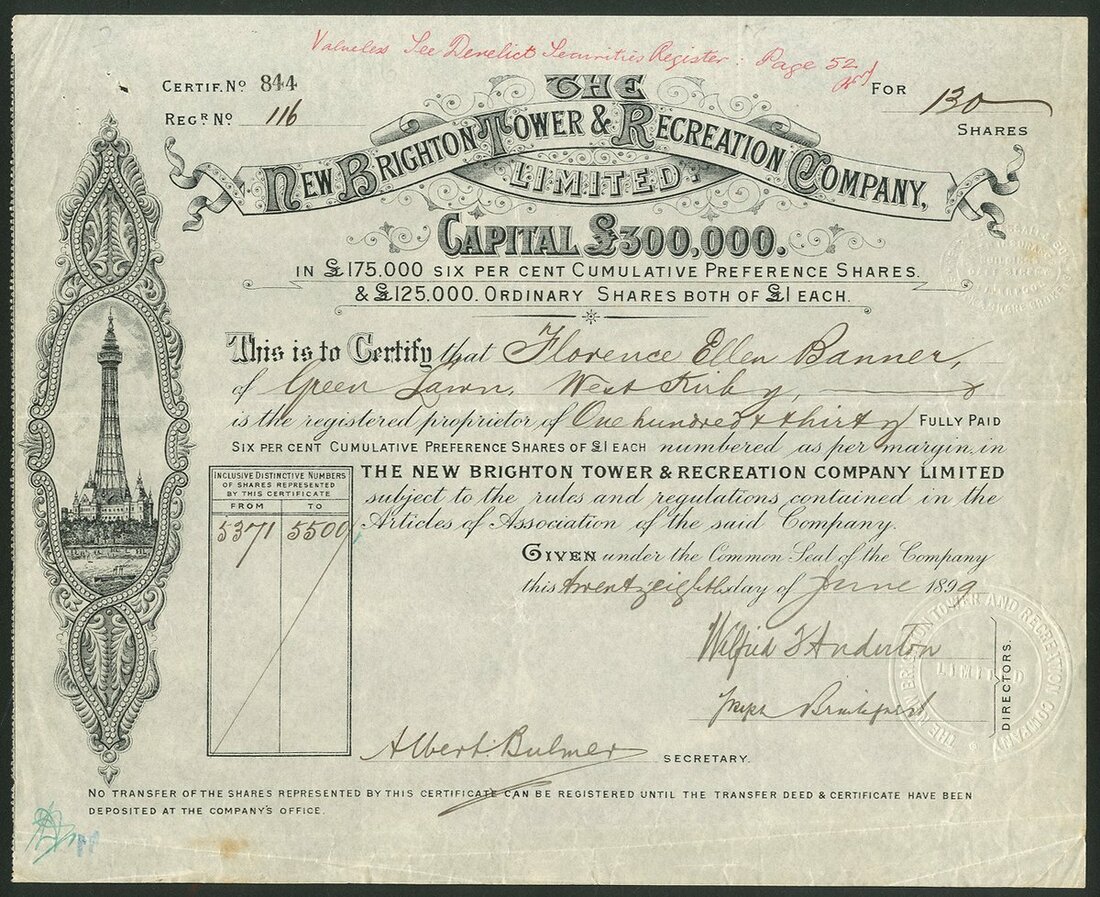 Valueless See Derelict Securities Register: Page 52
CERTIF. Nº 844
REGR Nº 116
FOR 130
SHARES
THE
NEW BRIGHTON TOWER & RECREATION COMPANY,
LIMITED:
CAPITAL £300,000.
IN £175.000 SIX PER CENT CUMULATIVE PREFERENCE SHARES.
& £125.000. ORDINARY SHARES BOTH OF £1 EACH.
This is to Certify that Florence Ellen Banner,
of Green Lawn, West Kirby,
is the registered proprietor of One hundred & thirty FULLY PAID
SIX PER CENT CUMULATIVE PREFERENCE SHARES OF £1 EACH numbered as per margin in
THE NEW BRIGHTON TOWER & RECREATION COMPANY LIMITED
subject to the rules and regulations contained in the
Articles of Association of the said Company.
INCLUSIVE DISTINCTIVE NUMBERS
OF SHARES REPRESENTED
BY THIS CERTIFICATE
FROM TO
5371 5500
GIVEN under the Common Seal of the Company
this twenty eighth day of June 1899
Wilfrid F Anderton
Joseph
DIRECTORS.
THE NEW BRIGHTON TOWER AND RECREATION COMPANY
LIMITED
Albert Bulmer SECRETARY.
NO TRANSFER OF THE SHARES REPRESENTED BY THIS CERTIFICATE CAN BE REGISTERED UNTIL THE TRANSFER DEED & CERTIFICATE HAVE BEEN
DEPOSITED AT THE COMPANY'S OFFICE.